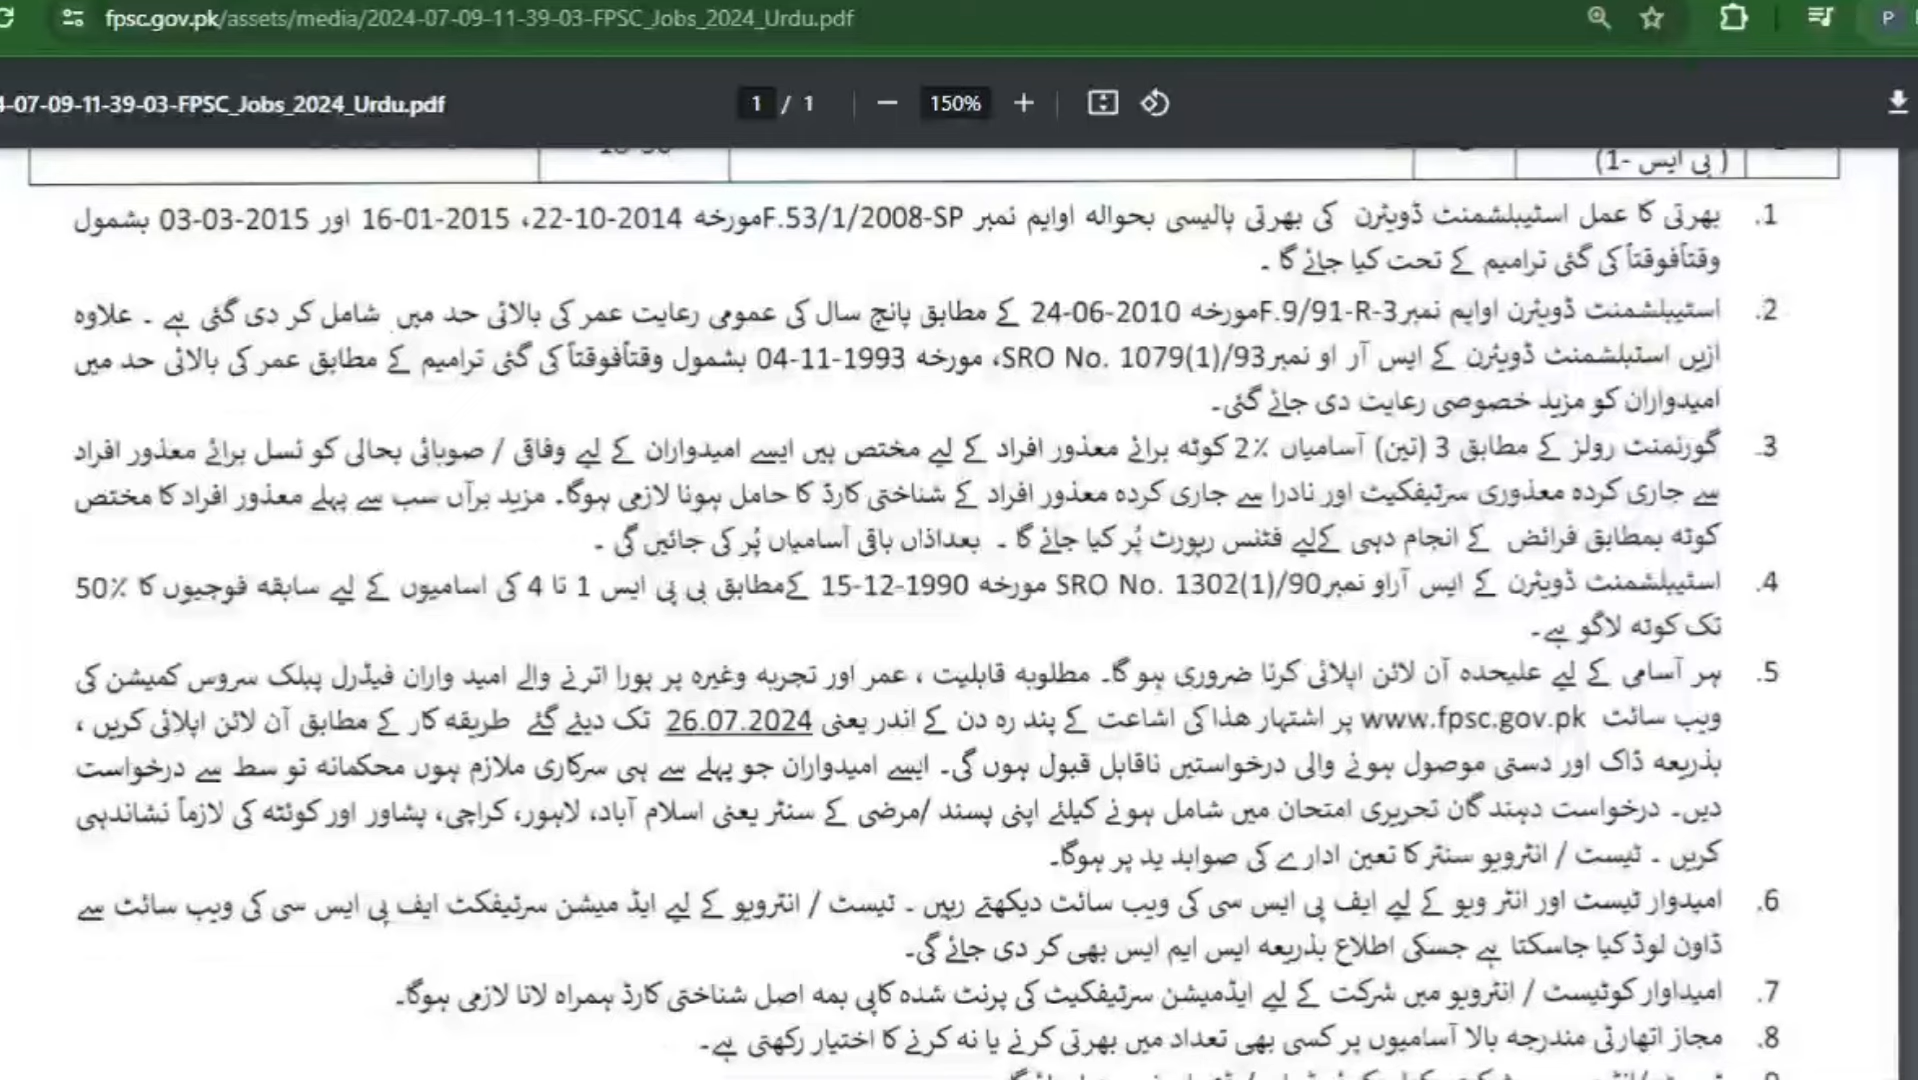 fpsc.gov.pk/assets/media/2024-07-09-11-39-03-FPSC_Jobs_2024_Urdu.pdf
P
4-07-09-11-39-03-FPSC_Jobs_2024_Urdu.pdf
1 / 1
150%
(بی ایس -1)
1. بھرتی کا عمل اسٹیبلشمنٹ ڈویثرن کی بھرتی پالیسی بحوالہ اوایم نمبر F.53/1/2008-SPمورخہ 22-10-2014، 16-01-2015 اور 03-03-2015 بشمول
وقتاًفوقتاً کی گئی ترامیم کے تحت کیا جائے گا ۔
2. اسٹیبلشمنٹ ڈویثرن اوایم نمبرF.9/91-R-3مورخہ 24-06-2010 کے مطابق پانچ سال کی عمومی رعایت عمر کی بالائی حد میں شامل کر دی گئی ہے ۔ علاوہ
ازیں استبلشمنٹ ڈویثرن کے ایس آر او نمبرSRO No. 1079(1)/93، مورخہ 04-11-1993 بشمول وقتاًفوقتاً کی گئی ترامیم کے مطابق عمر کی بالائی حد میں
امیدواران کو مزید خصوصی رعایت دی جائے گئی۔
3. گورنمنٹ رولز کے مطابق 3 (تین) آسامیاں 2% کوٹہ برائے معذور افراد کے لیے مختص ہیں ایسے امیدواران کے لیے وفاقی / صوبائی بحالی کو نسل برائے معذور افراد
سے جاری کردہ معذوری سرٹیفکیٹ اور نادرا سے جاری کردہ معذور افراد کے شناختی کارڈ کا حامل ہونا لازمی ہوگا۔ مزید برآں سب سے پہلے معذور افراد کا مختص
کوٹہ بمطابق فرائض کے انجام دہی کےلیے فٹنس رپورٹ پُر کیا جائے گا ۔ بعداذاں باقی آسامیاں پُر کی جائیں گی ۔
4. اسٹیبلشمنٹ ڈویثرن کے ایس آراو نمبرSRO No. 1302(1)/90 مورخہ 15-12-1990 کےمطابق بی پی ایس 1 تا 4 کی اسامیوں کے لیے سابقہ فوجیوں کا 50%
تک کوٹہ لاگو ہے۔
5. ہر آسامی کے لیے علیحدہ آن لائن اپلائی کرنا ضروری ہو گا۔ مطلوبہ قابلیت ، عمر اور تجربہ وغیرہ پر پورا اترنے والے امید واران فیڈرل پبلک سروس کمیشن کی
ویب سائٹ www.fpsc.gov.pk پر اشتہار ھذا کی اشاعت کے پند رہ دن کے اندر یعنی 26.07.2024 تک دیئے گئے طریقہ کار کے مطابق آن لائن اپلائی کریں ،
بذریعہ ڈاک اور دستی موصول ہونے والی درخواستیں ناقابل قبول ہوں گی۔ ایسے امیدواران جو پہلے سے ہی سرکاری ملازم ہوں محکمانہ تو سط سے درخواست
دیں۔ درخواست دہند گان تحریری امتحان میں شامل ہونے کیلئے اپنی پسند /مرضی کے سنٹر یعنی اسلام آباد، لاہور، کراچی، پشاور اور کوئٹہ کی لازماً نشاندہی
کریں ۔ ٹیسٹ / انٹرویو سنٹر کا تعین ادارے کی صوابد ید پر ہوگا۔
6. امیدوار ٹیسٹ اور انٹر ویو کے لیے ایف پی ایس سی کی ویب سائٹ دیکھتے رہیں ۔ ٹیسٹ / انٹرویو کے لیے ایڈ میشن سرٹیفکٹ ایف پی ایس سی کی ویب سائٹ سے
ڈاون لوڈ کیا جاسکتا ہے جسکی اطلاع بذریعہ ایس ایم ایس بھی کر دی جائے گی۔
7. امیداوار کوٹیسٹ / انٹرویو میں شرکت کے لیے ایڈمیشن سرٹیفکیٹ کی پرنٹ شدہ کاپی بمہ اصل شناختی کارڈ ہمراہ لانا لازمی ہوگا۔
8. مجاز اتھارٹی مندرجہ بالا آسامیوں پر کسی بھی تعداد میں بھرتی کرنے یا نہ کرنے کا اختیار رکھتی ہے۔